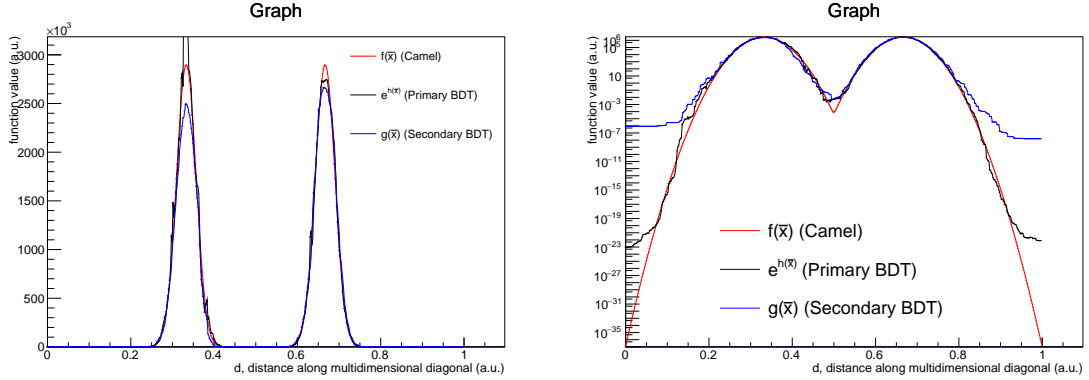 Graph
×10³
function value (a.u.)
3000
2500
2000
1500
1000
500
0
f(x̅) (Camel)
e^h(x̅) (Primary BDT)
g(x̅) (Secondary BDT)
0 0.2 0.4 0.6 0.8 1
d, distance along multidimensional diagonal (a.u.)
Graph
function value (a.u.)
10⁶
10
10⁻³
10⁻⁷
10⁻¹¹
10⁻¹⁵
10⁻¹⁹
10⁻²³
10⁻²⁷
10⁻³¹
10⁻³⁵
f(x̅) (Camel)
e^h(x̅) (Primary BDT)
g(x̅) (Secondary BDT)
0 0.2 0.4 0.6 0.8 1
d, distance along multidimensional diagonal (a.u.)